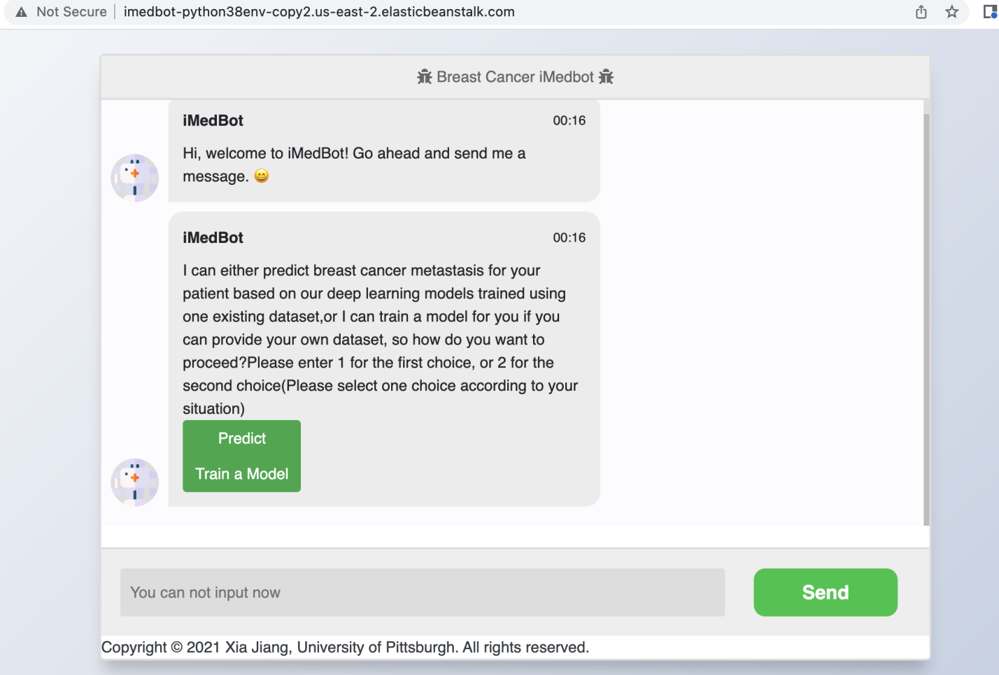 Not Secure imedbot-python38env-copy2.us-east-2.elasticbeanstalk.com
Breast Cancer iMedbot
iMedBot 00:16
Hi, welcome to iMedBot! Go ahead and send me a
message. 😄
iMedBot 00:16
I can either predict breast cancer metastasis for your
patient based on our deep learning models trained using
one existing dataset,or I can train a model for you if you
can provide your own dataset, so how do you want to
proceed?Please enter 1 for the first choice, or 2 for the
second choice(Please select one choice according to your
situation)
Predict
Train a Model
You can not input now
Send
Copyright © 2021 Xia Jiang, University of Pittsburgh. All rights reserved.